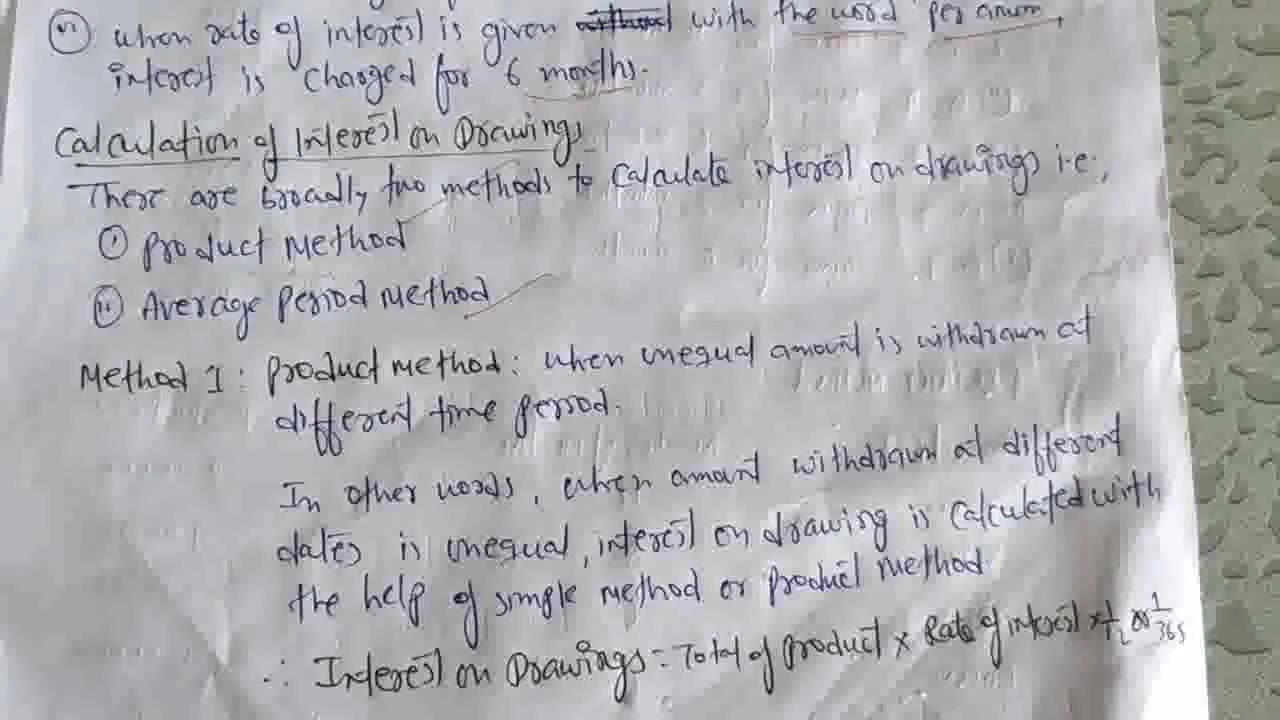 (ii) when rate of interest is given with the word per annum,
interest is charged for 6 months.
Calculation of Interest on Drawings
There are broadly two methods to calculate interest on drawings i.e.,
(i) Product Method
(ii) Average Period Method
Method 1: Product method: when unequal amount is withdrawn at
different time period.
In other words, when amount withdrawn at different
dates is unequal, interest on drawing is calculated with
the help of simple method or product method
∴ Interest on Drawings = Total of product × Rate of interest × 1/12 or 1/365